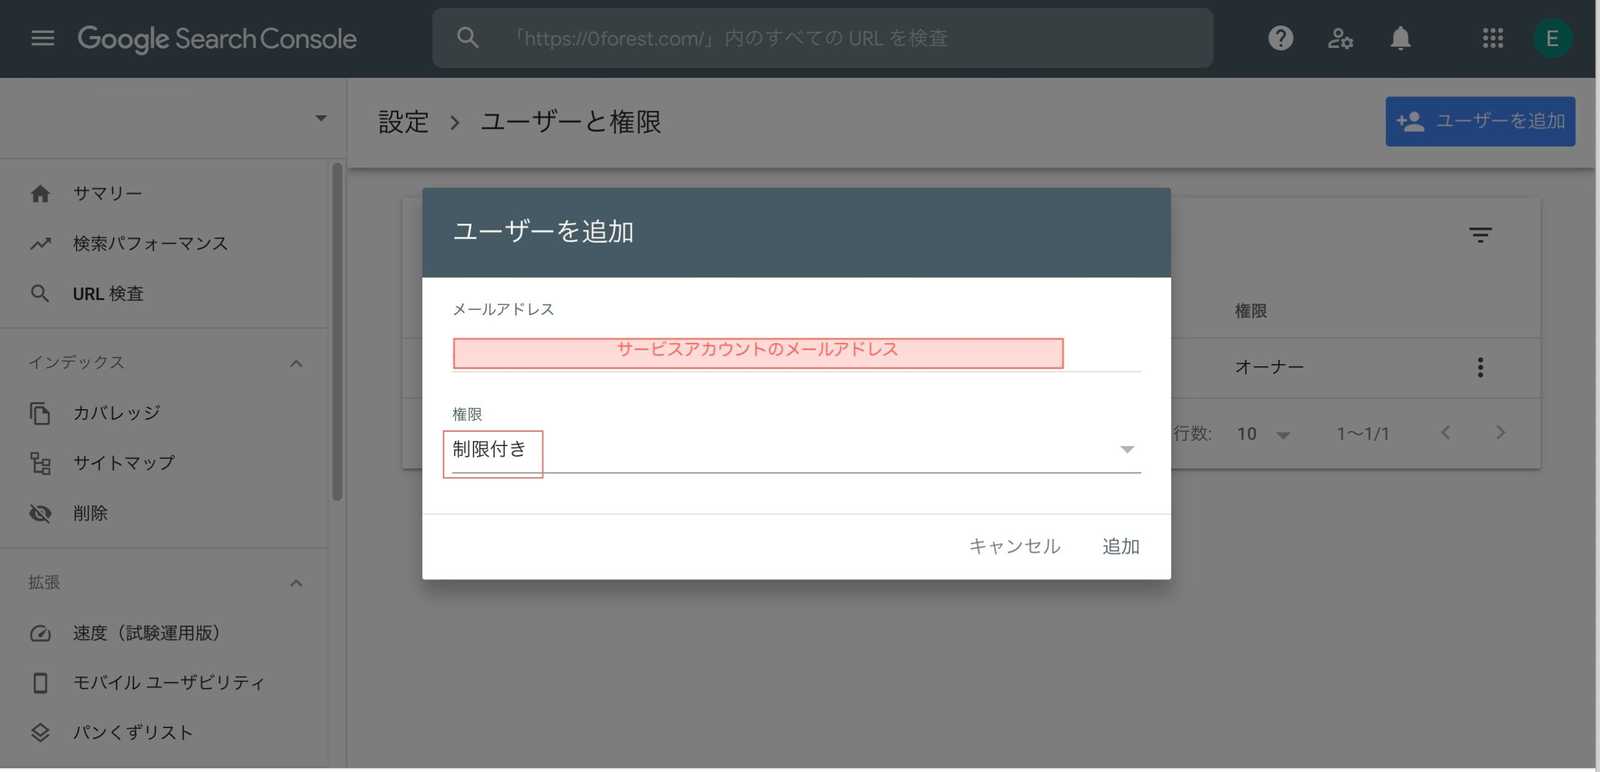 Google Search Console
「https://0forest.com/」内のすべての URL を検査
E
設定 > ユーザーと権限
ユーザーを追加
サマリー
検索パフォーマンス
URL 検査
インデックス
カバレッジ
サイトマップ
削除
拡張
速度（試験運用版）
モバイル ユーザビリティ
パンくずリスト
ユーザーを追加
メールアドレス
サービスアカウントのメールアドレス
権限
制限付き
キャンセル
追加
権限
オーナー
行数: 10 1～1/1